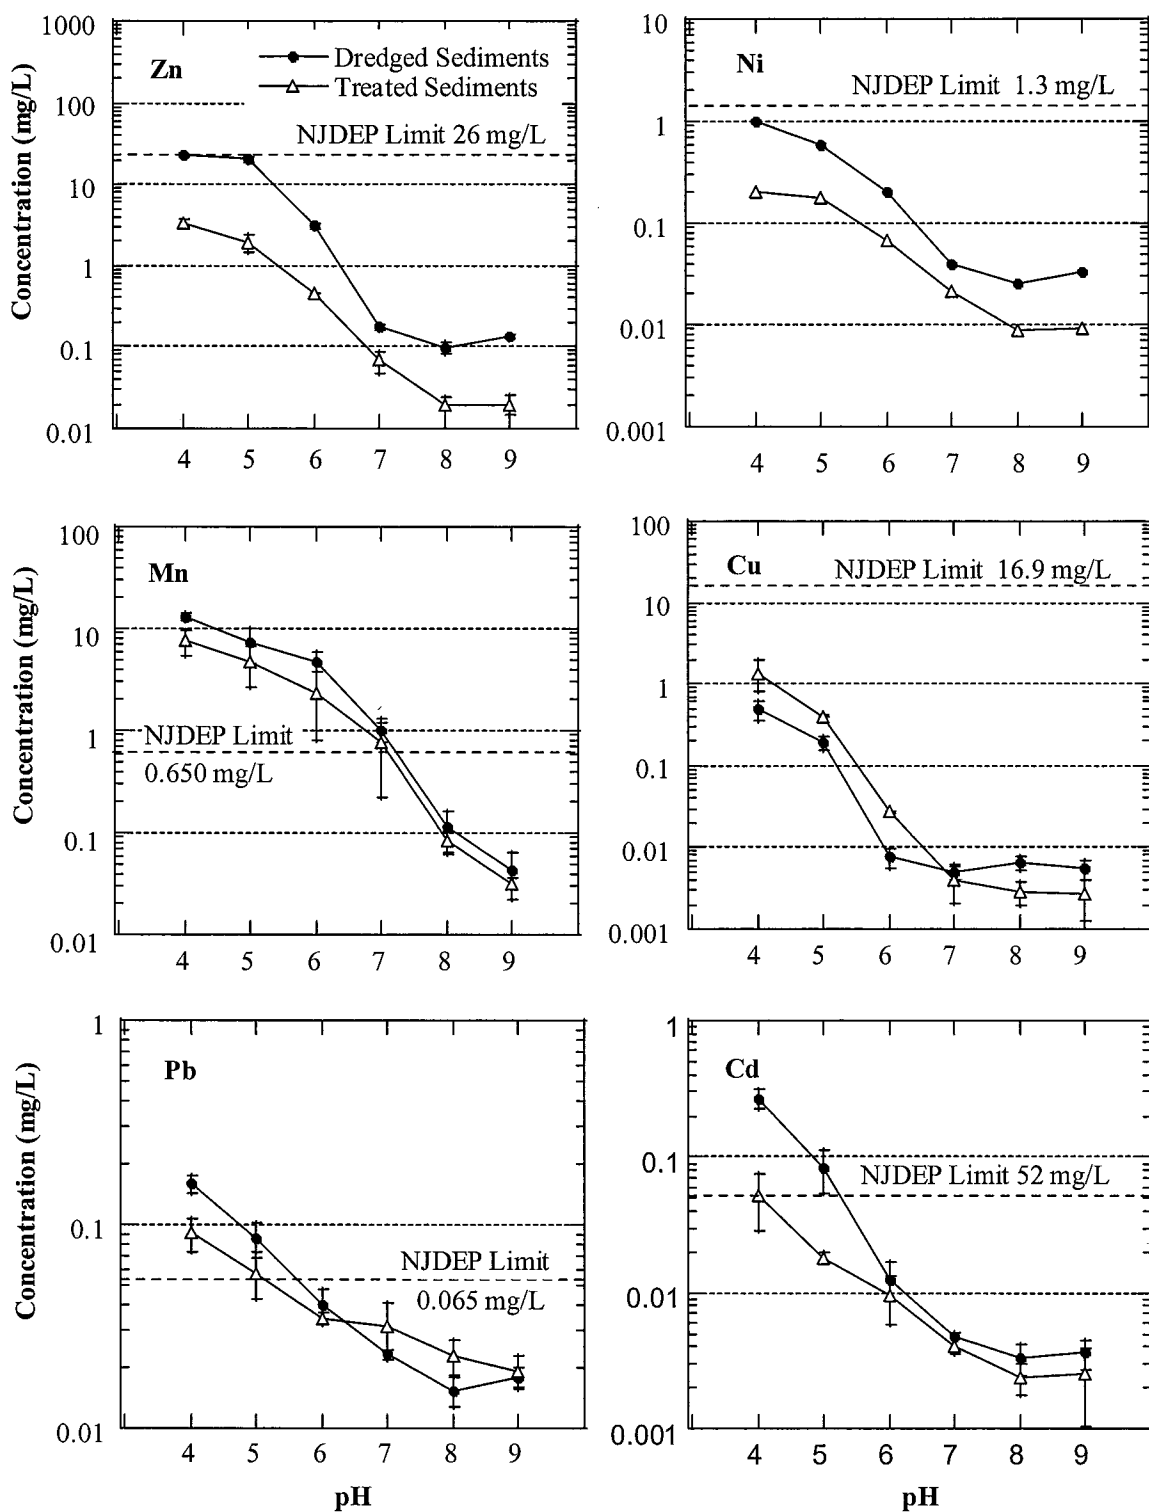 Zn
Dredged Sediments
Treated Sediments
NJDEP Limit 26 mg/L
Concentration (mg/L)
1000
100
10
1
0.1
0.01
4 5 6 7 8 9
Ni
NJDEP Limit 1.3 mg/L
10
1
0.1
0.01
0.001
4 5 6 7 8 9
Mn
NJDEP Limit
0.650 mg/L
Concentration (mg/L)
100
10
1
0.1
0.01
4 5 6 7 8 9
Cu
NJDEP Limit 16.9 mg/L
100
10
1
0.1
0.01
0.001
4 5 6 7 8 9
Pb
NJDEP Limit
0.065 mg/L
Concentration (mg/L)
1
0.1
0.01
4 5 6 7 8 9
pH
Cd
NJDEP Limit 52 mg/L
1
0.1
0.01
0.001
4 5 6 7 8 9
pH